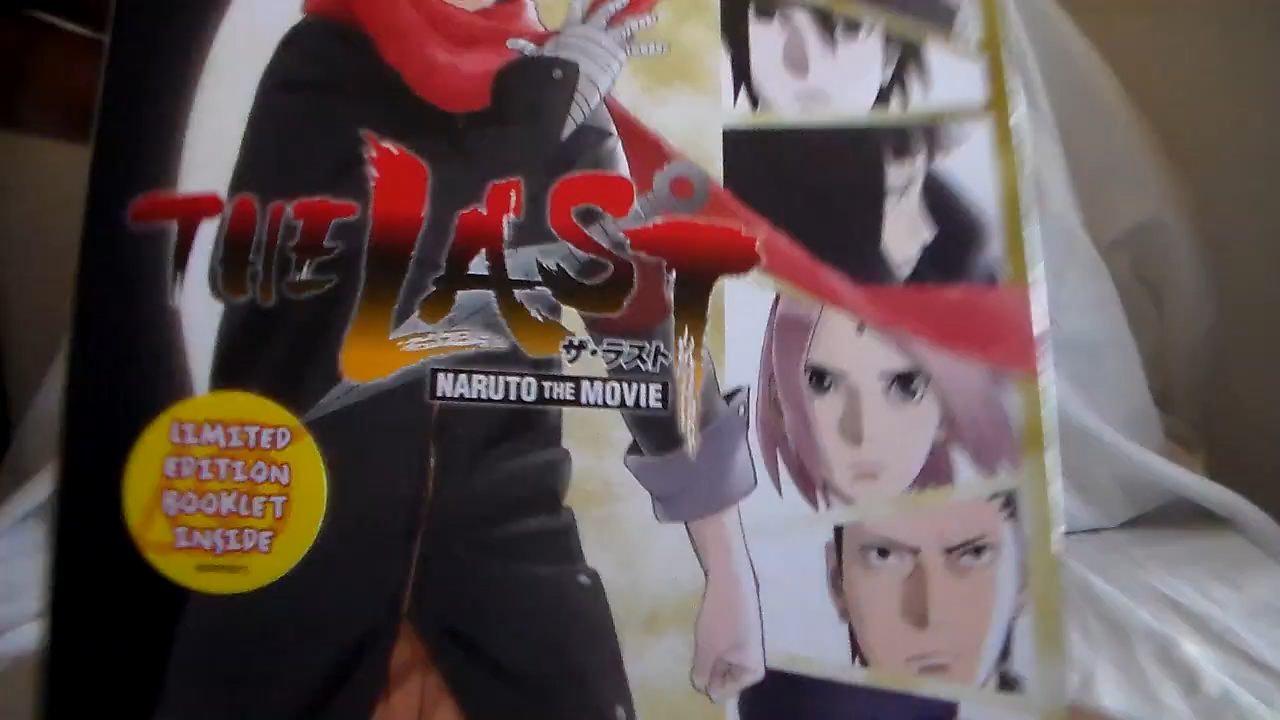 THE LAST
ザ・ラスト
NARUTO THE MOVIE
LIMITED
EDITION
BOOKLET
INSIDE